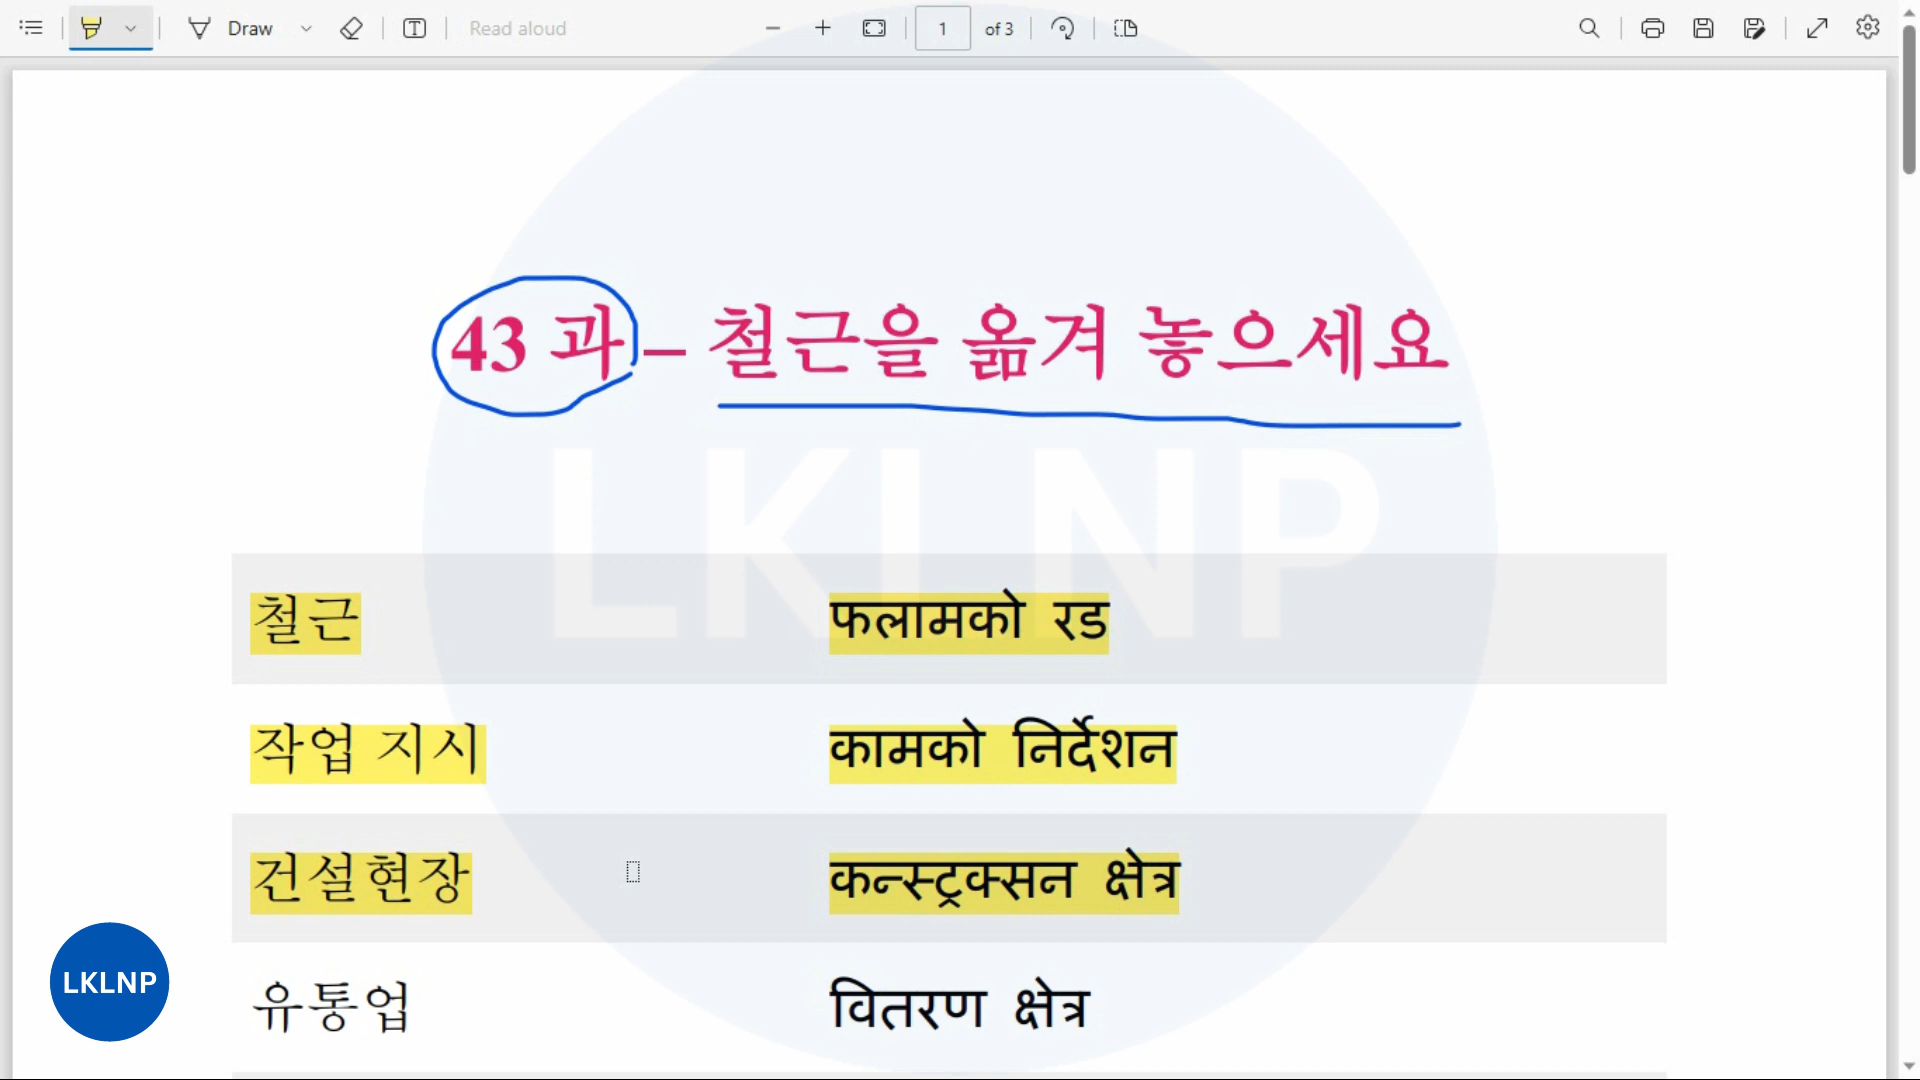 Draw
Read aloud
1 of 3
43 과 – 철근을 옮겨 놓으세요
LKLNP
철근 फलामको रड
작업 지시 कामको निर्देशन
건설현장 कन्स्ट्रक्सन क्षेत्र
유통업 वितरण क्षेत्र
LKLNP